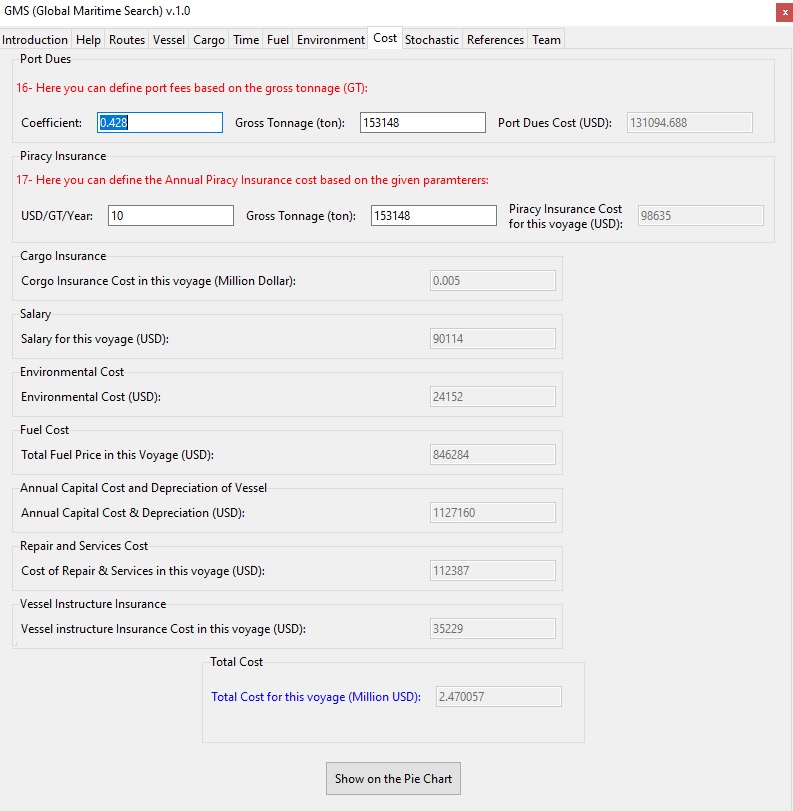 GMS (Global Maritime Search) v.1.0
x
Introduction Help Routes Vessel Cargo Time Fuel Environment Cost Stochastic References Team
Port Dues
16- Here you can define port fees based on the gross tonnage (GT):
Coefficient: 0.428 Gross Tonnage (ton): 153148 Port Dues Cost (USD): 131094.688
Piracy Insurance
17- Here you can define the Annual Piracy Insurance cost based on the given paramterers:
USD/GT/Year: 10 Gross Tonnage (ton): 153148 Piracy Insurance Cost
for this voyage (USD): 98635
Cargo Insurance
Corgo Insurance Cost in this voyage (Million Dollar): 0.005
Salary
Salary for this voyage (USD): 90114
Environmental Cost
Environmental Cost (USD): 24152
Fuel Cost
Total Fuel Price in this Voyage (USD): 846284
Annual Capital Cost and Depreciation of Vessel
Annual Capital Cost & Depreciation (USD): 1127160
Repair and Services Cost
Cost of Repair & Services in this voyage (USD): 112387
Vessel Instructure Insurance
Vessel instructure Insurance Cost in this voyage (USD): 35229
Total Cost
Total Cost for this voyage (Million USD): 2.470057
Show on the Pie Chart